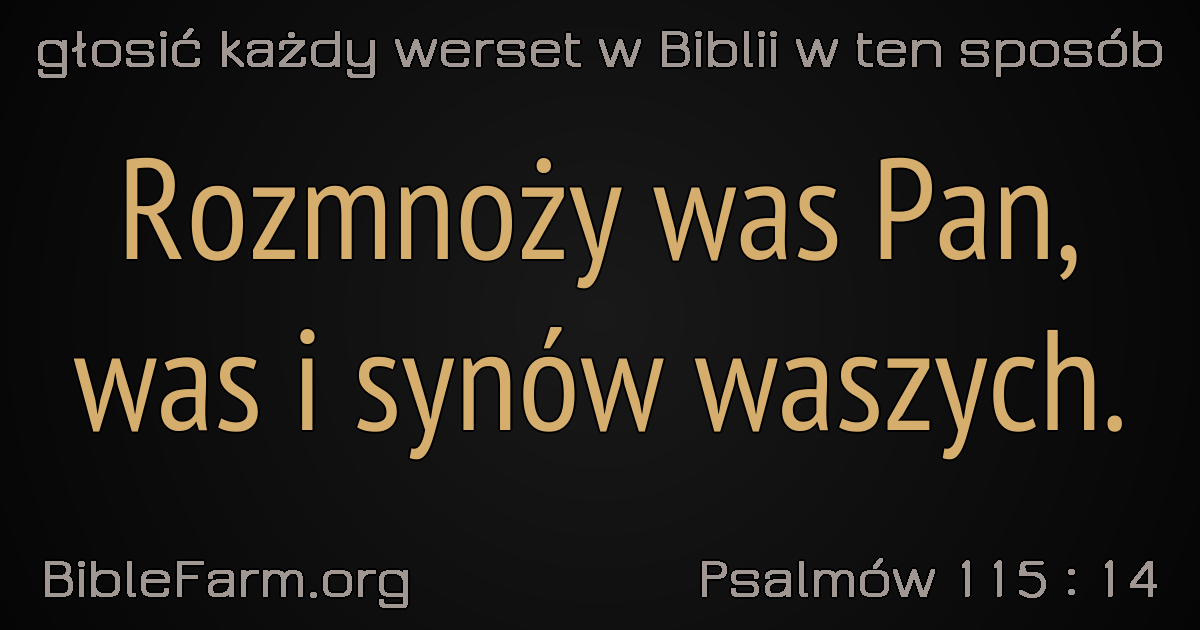 głosić każdy werset w Biblii w ten sposób
Rozmnoży was Pan,
was i synów waszych.
BibleFarm.org
Psalmów 115 : 14